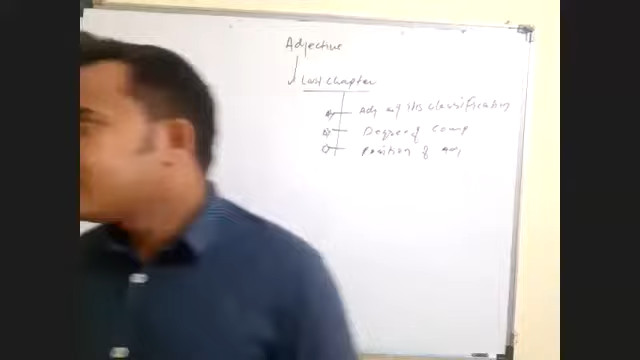 Adjective
Last Chapter
Adj & its classification
Degree of Comp
Position of Adj